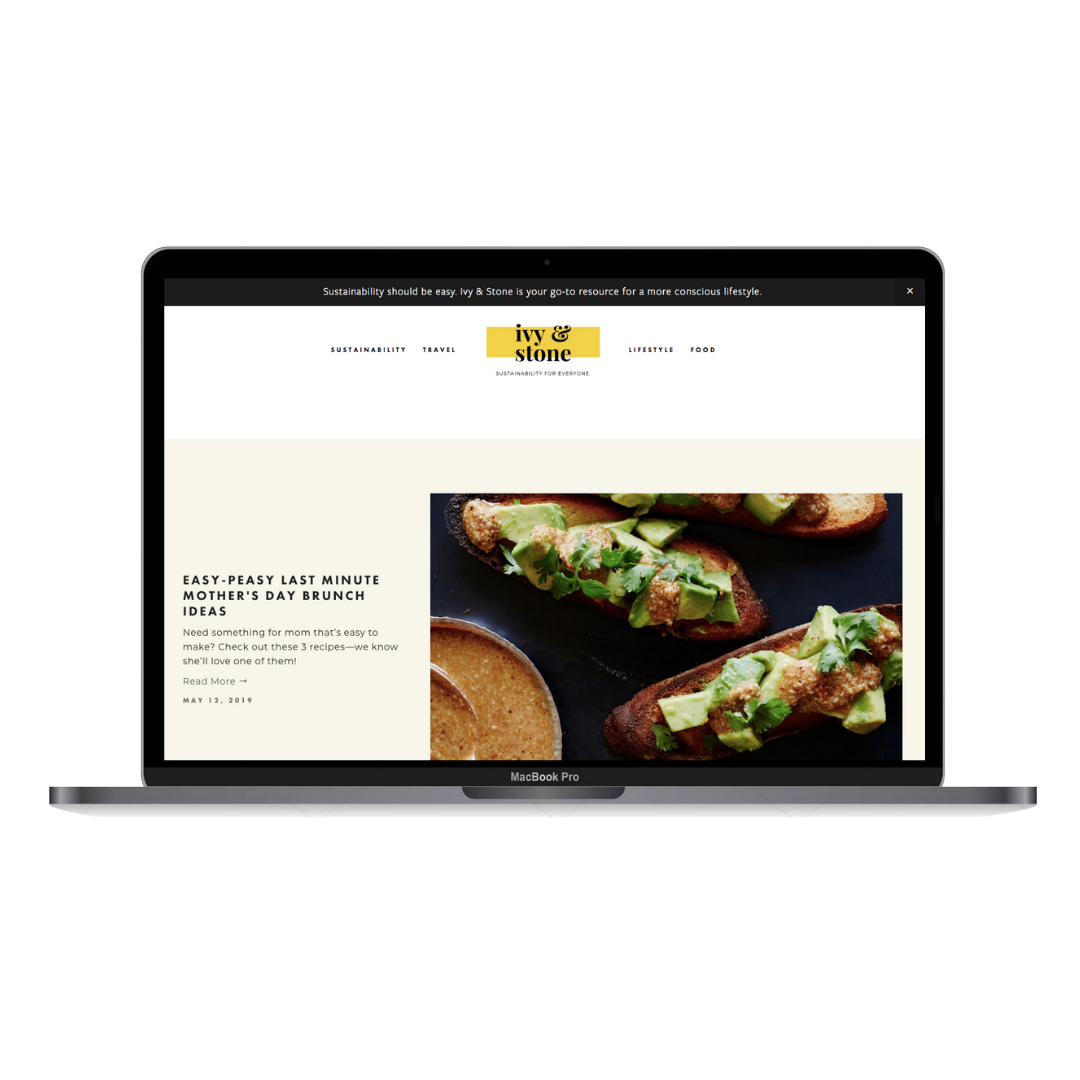 Sustainability should be easy. Ivy & Stone is your go-to resource for a more conscious lifestyle. ×
SUSTAINABILITY TRAVEL
ivy &
stone
SUSTAINABILITY FOR EVERYONE.
LIFESTYLE FOOD
EASY-PEASY LAST MINUTE
MOTHER'S DAY BRUNCH
IDEAS
Need something for mom that's easy to
make? Check out these 3 recipes—we know
she'll love one of them!
Read More →
MAY 12, 2019
MacBook Pro